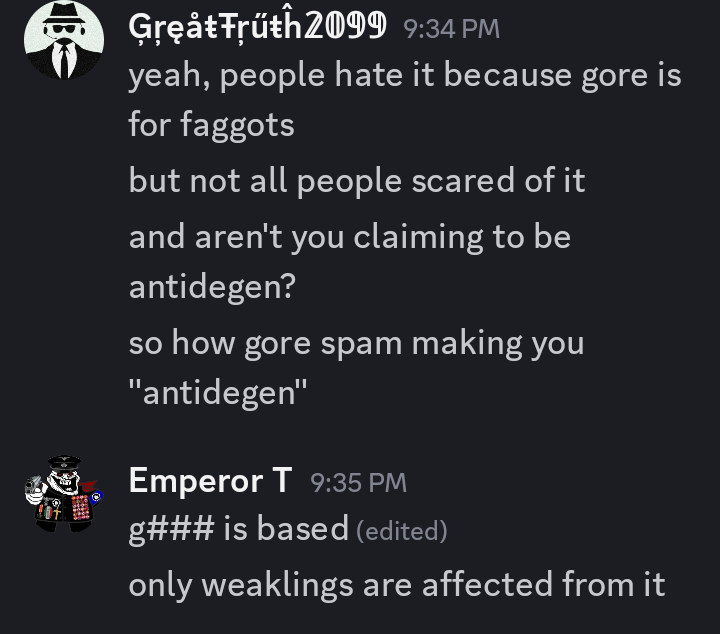 ĢŗęåŧŦŗűŧĥ2099 9:34 PM
yeah, people hate it because gore is
for faggots
but not all people scared of it
and aren't you claiming to be
antidegen?
so how gore spam making you
"antidegen"
Emperor T 9:35 PM
g### is based (edited)
only weaklings are affected from it